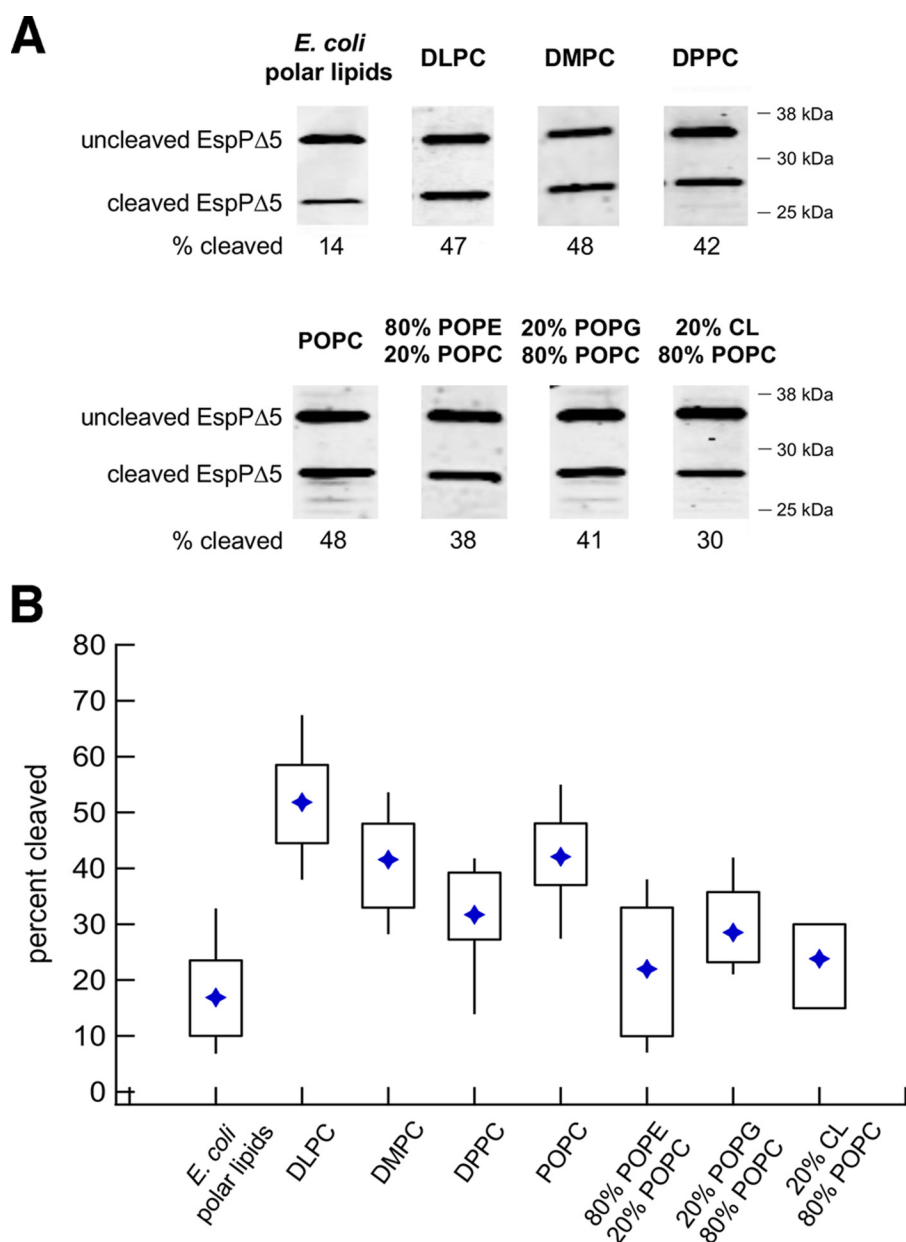 A
E. coli
polar lipids
DLPC
DMPC
DPPC
uncleaved EspPΔ5
cleaved EspPΔ5
38 kDa
30 kDa
25 kDa
% cleaved 14 47 48 42
POPC
80% POPE
20% POPC
20% POPG
80% POPC
20% CL
80% POPC
uncleaved EspPΔ5
cleaved EspPΔ5
38 kDa
30 kDa
25 kDa
% cleaved 48 38 41 30
B
percent cleaved
80
70
60
50
40
30
20
10
0
E. coli
polar lipids
DLPC
DMPC
DPPC
POPC
80% POPE
20% POPC
20% POPG
80% POPC
20% CL
80% POPC